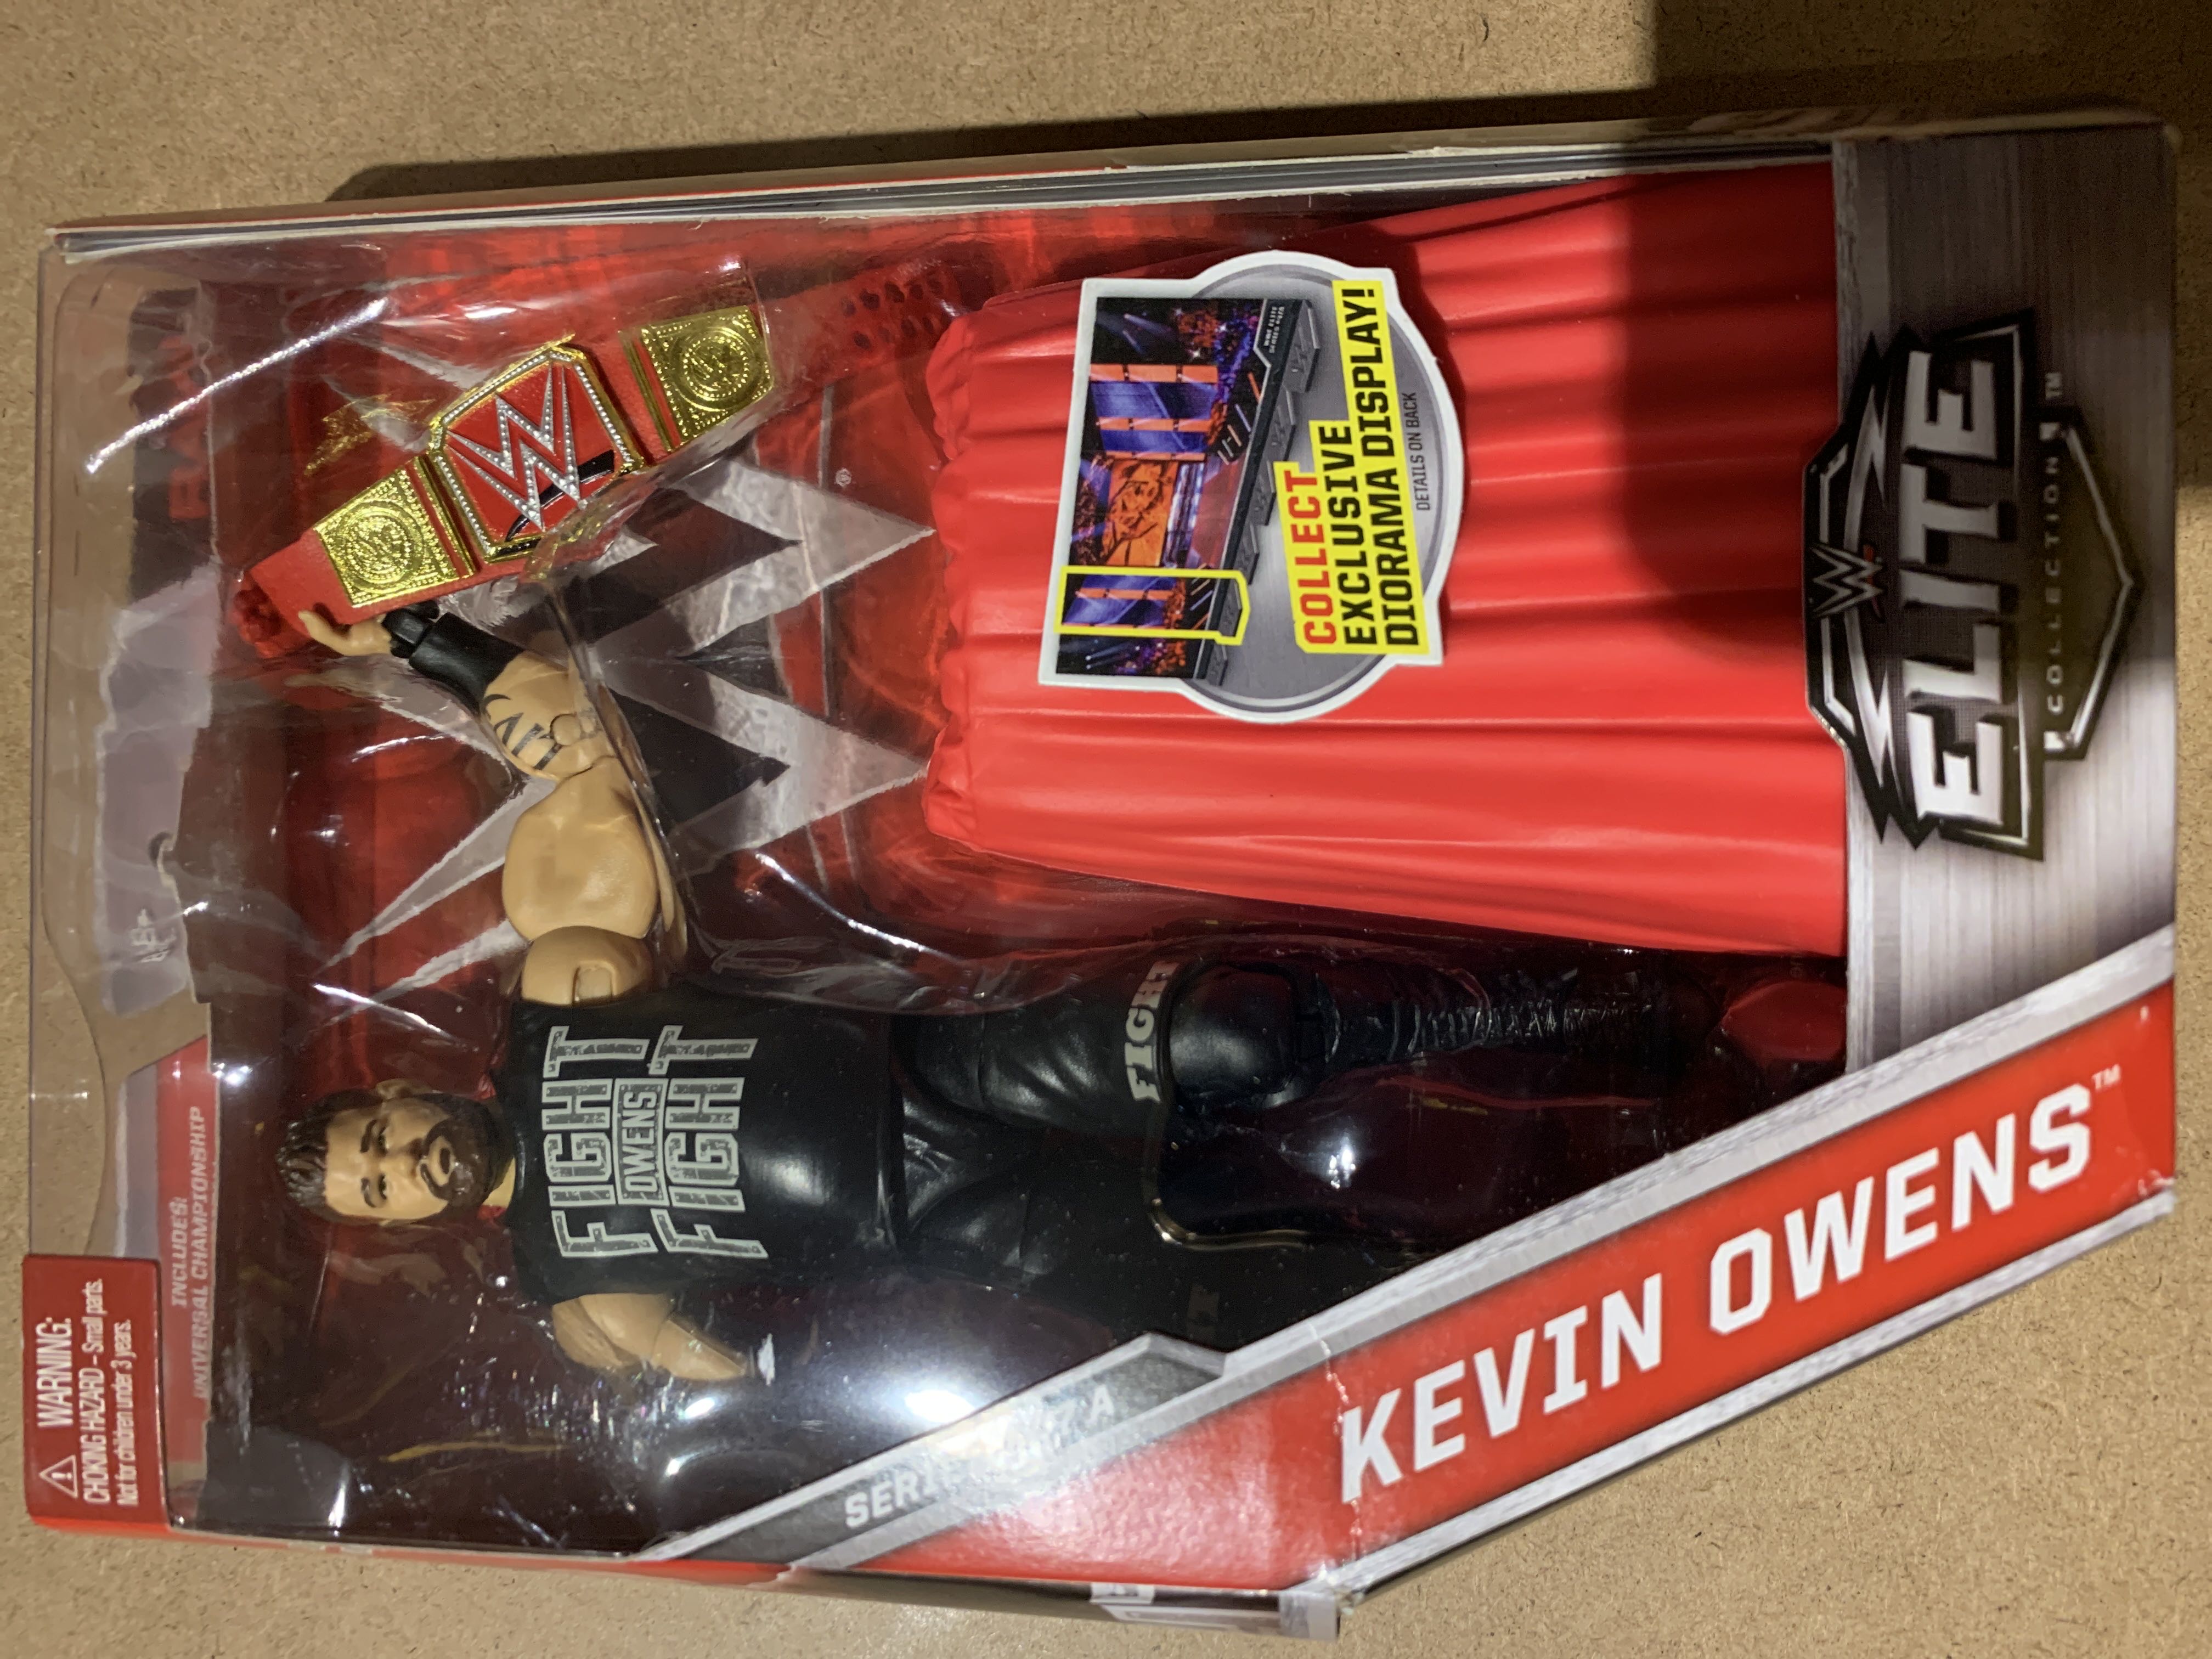 WARNING:
CHOKING HAZARD – Small parts.
Not for children under 3 years.
INCLUDES:
UNIVERSAL CHAMPIONSHIP
FIGHT
OWENS
FIGHT
FIGHT
COLLECT
EXCLUSIVE
DIORAMA DISPLAY!
DETAILS ON BACK
W
ELITE
COLLECTION
TM
KEVIN OWENS™